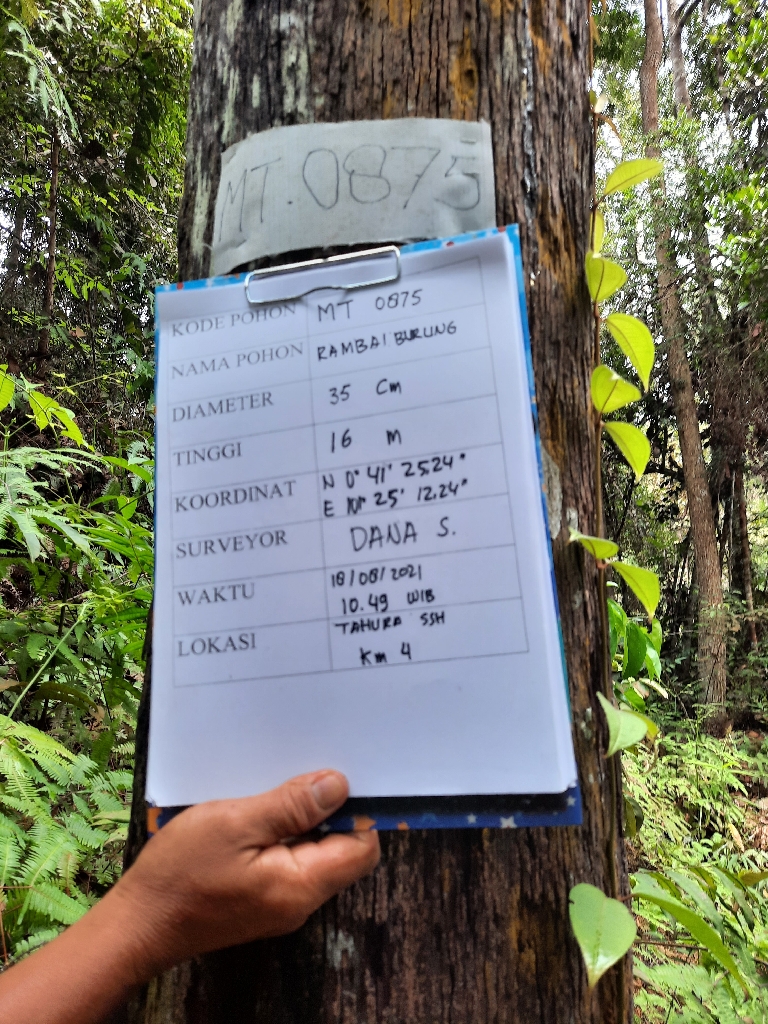 MT.0875
KODE POHON MT 0875
NAMA POHON RAMBAI BURUNG
DIAMETER 35 Cm
TINGGI 16 m
KOORDINAT N 0° 41' 25.24"
E 101° 25' 12.24"
SURVEYOR DANA S.
WAKTU 18/08/2021
10.49 WIB
LOKASI TAHURA SSH
Km 4